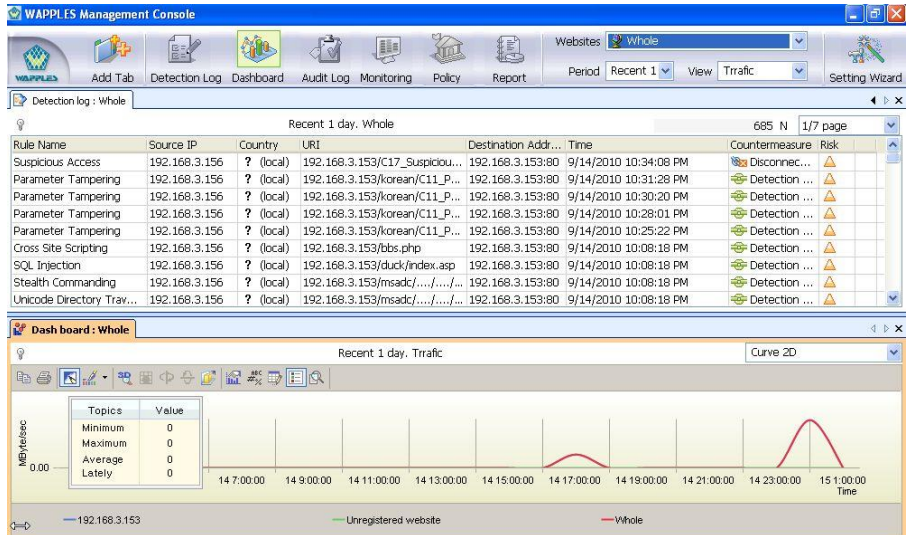 WAPPLES Management Console
WAPPLES
Add Tab
Detection Log
Dashboard
Audit Log
Monitoring
Policy
Report
Websites Whole
Period Recent 1 View Trrafic
Setting Wizard
Detection log : Whole
Recent 1 day. Whole 685 N 1/7 page
Rule Name Source IP Country URI Destination Addr... Time Countermeasure Risk
Suspicious Access 192.168.3.156 ? (local) 192.168.3.153/C17_Suspiciou... 192.168.3.153:80 9/14/2010 10:34:08 PM Disconnec...
Parameter Tampering 192.168.3.156 ? (local) 192.168.3.153/korean/C11_P... 192.168.3.153:80 9/14/2010 10:31:28 PM Detection ...
Parameter Tampering 192.168.3.156 ? (local) 192.168.3.153/korean/C11_P... 192.168.3.153:80 9/14/2010 10:30:20 PM Detection ...
Parameter Tampering 192.168.3.156 ? (local) 192.168.3.153/korean/C11_P... 192.168.3.153:80 9/14/2010 10:28:01 PM Detection ...
Parameter Tampering 192.168.3.156 ? (local) 192.168.3.153/korean/C11_P... 192.168.3.153:80 9/14/2010 10:25:22 PM Detection ...
Cross Site Scripting 192.168.3.156 ? (local) 192.168.3.153/bbs.php 192.168.3.153:80 9/14/2010 10:08:18 PM Detection ...
SQL Injection 192.168.3.156 ? (local) 192.168.3.153/duck/index.asp 192.168.3.153:80 9/14/2010 10:08:18 PM Detection ...
Stealth Commanding 192.168.3.156 ? (local) 192.168.3.153/msadc/..../..../... 192.168.3.153:80 9/14/2010 10:08:18 PM Detection ...
Unicode Directory Trav... 192.168.3.156 ? (local) 192.168.3.153/msadc/..../..../... 192.168.3.153:80 9/14/2010 10:08:18 PM Detection ...
Dash board : Whole
Recent 1 day. Trrafic Curve 2D
3D
Topics Value
Minimum 0
Maximum 0
Average 0
Lately 0
MByte/sec
0.00
14 7:00:00 14 9:00:00 14 11:00:00 14 13:00:00 14 15:00:00 14 17:00:00 14 19:00:00 14 21:00:00 14 23:00:00 15 1:00:00
Time
192.168.3.153 Unregistered website Whole